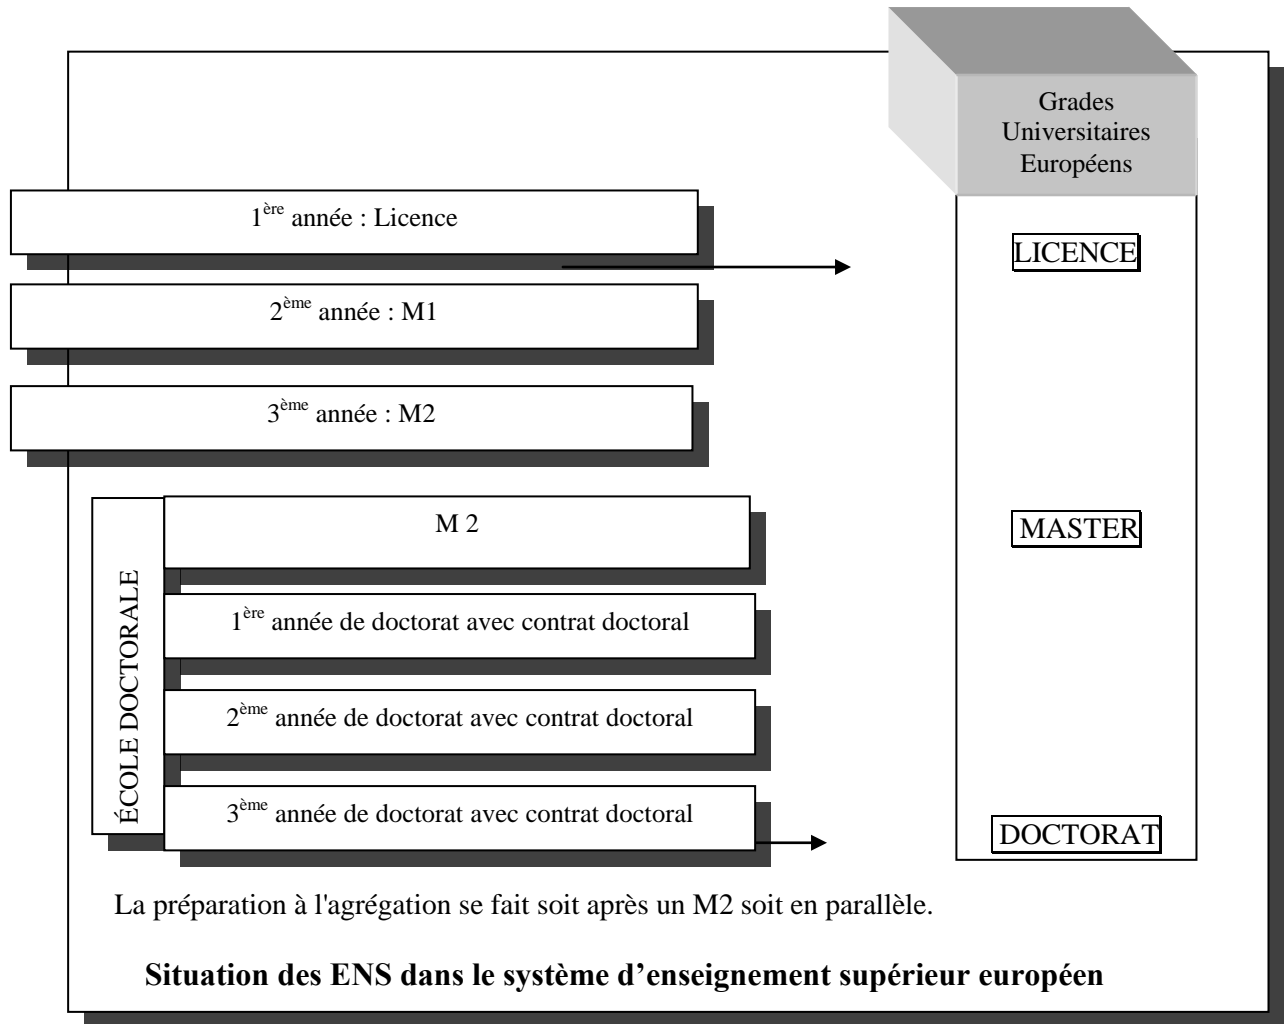 Grades
Universitaires
Européens
1ère année : Licence
LICENCE
2ème année : M1
3ème année : M2
M 2
MASTER
ÉCOLE DOCTORALE
1ère année de doctorat avec contrat doctoral
2ème année de doctorat avec contrat doctoral
3ème année de doctorat avec contrat doctoral
DOCTORAT
La préparation à l'agrégation se fait soit après un M2 soit en parallèle.
Situation des ENS dans le système d’enseignement supérieur européen